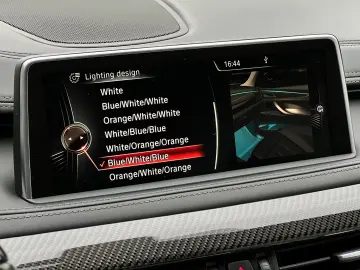 Lighting design
16:44
White
Blue/White/White
Orange/White/White
White/Blue/Blue
White/Orange/Orange
✓ Blue/White/Blue
Orange/White/Orange